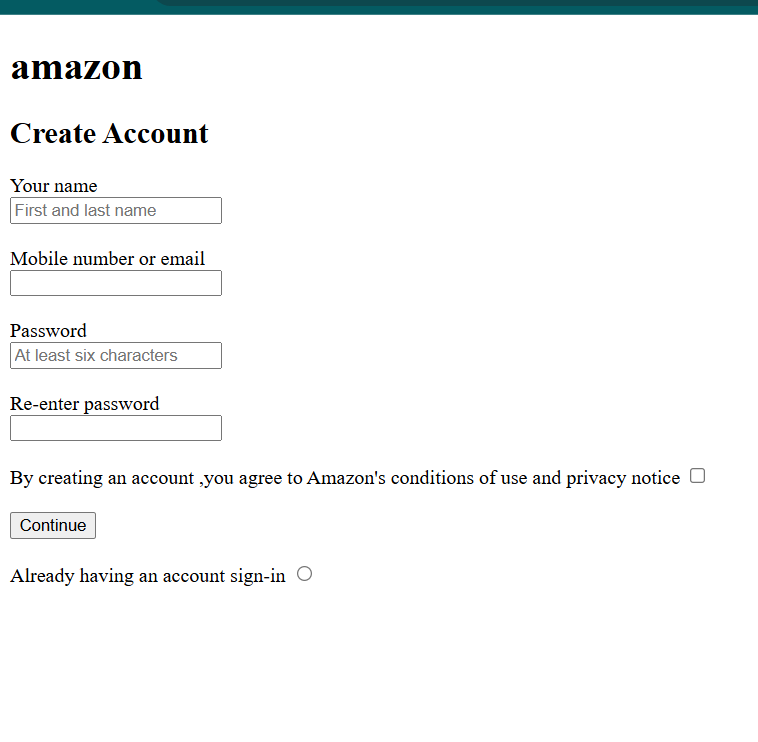 amazon
Create Account
Your name
First and last name
Mobile number or email
Password
At least six characters
Re-enter password
By creating an account ,you agree to Amazon's conditions of use and privacy notice
Continue
Already having an account sign-in